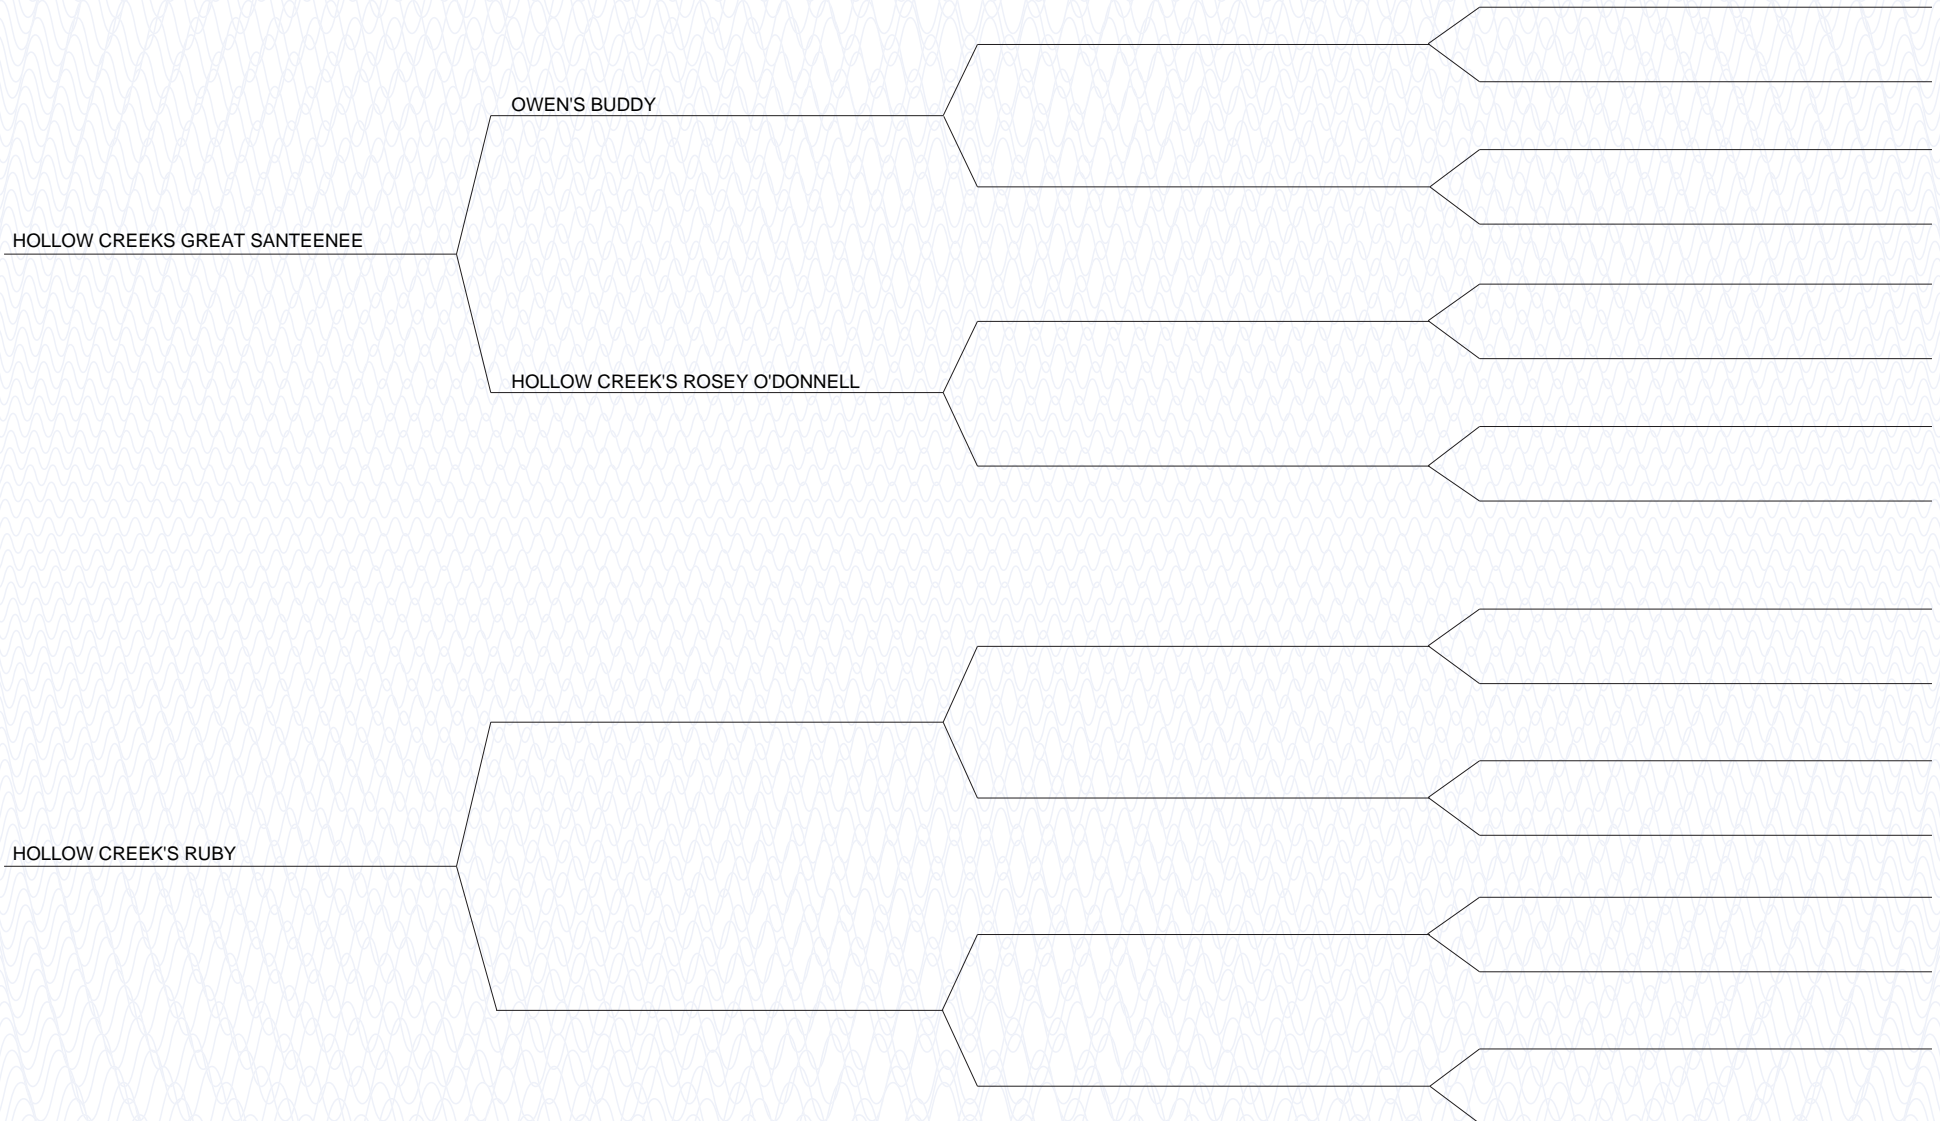 OWEN'S BUDDY
HOLLOW CREEKS GREAT SANTEENEE
HOLLOW CREEK'S ROSEY O'DONNELL
HOLLOW CREEK'S RUBY